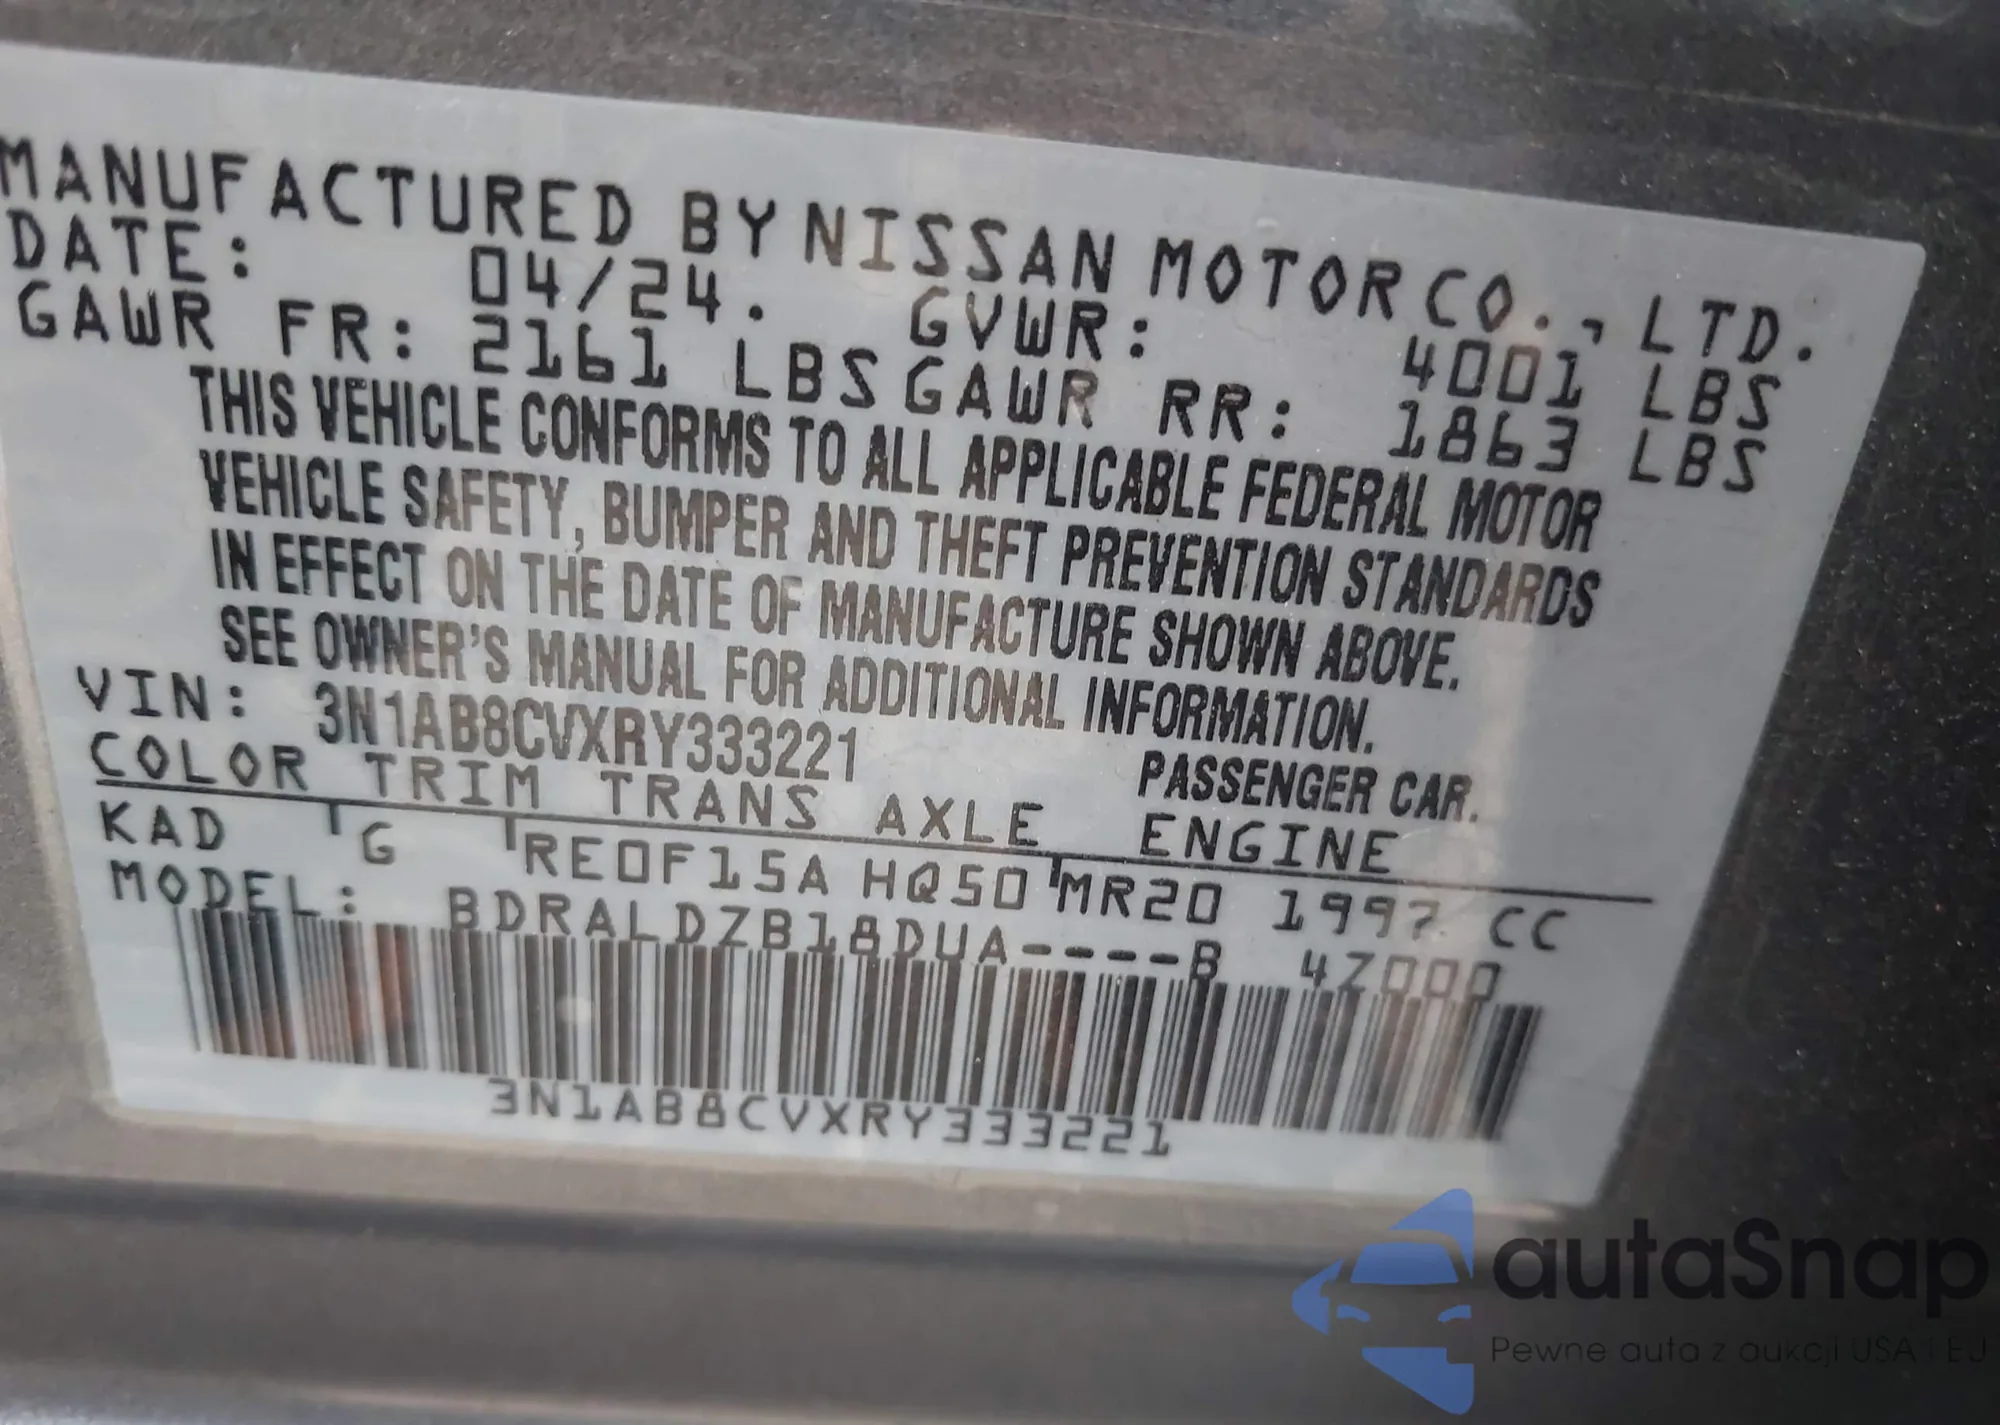 MANUFACTURED BY NISSAN MOTOR CO., LTD.
DATE: 04/24. GVWR: 4001 LBS
GAWR FR: 2161 LBS GAWR RR: 1863 LBS
THIS VEHICLE CONFORMS TO ALL APPLICABLE FEDERAL MOTOR
VEHICLE SAFETY, BUMPER AND THEFT PREVENTION STANDARDS
IN EFFECT ON THE DATE OF MANUFACTURE SHOWN ABOVE.
SEE OWNER'S MANUAL FOR ADDITIONAL INFORMATION.
VIN: 3N1AB8CVXRY333221 PASSENGER CAR.
COLOR TRIM TRANS AXLE ENGINE
KAD G RE0F15A HQ50 MR20 1997 CC
MODEL: BDRALDZB18DUA----B 4Z000
3N1AB8CVXRY333221
autaSnap
Pewne auta z aukcji USA i EU